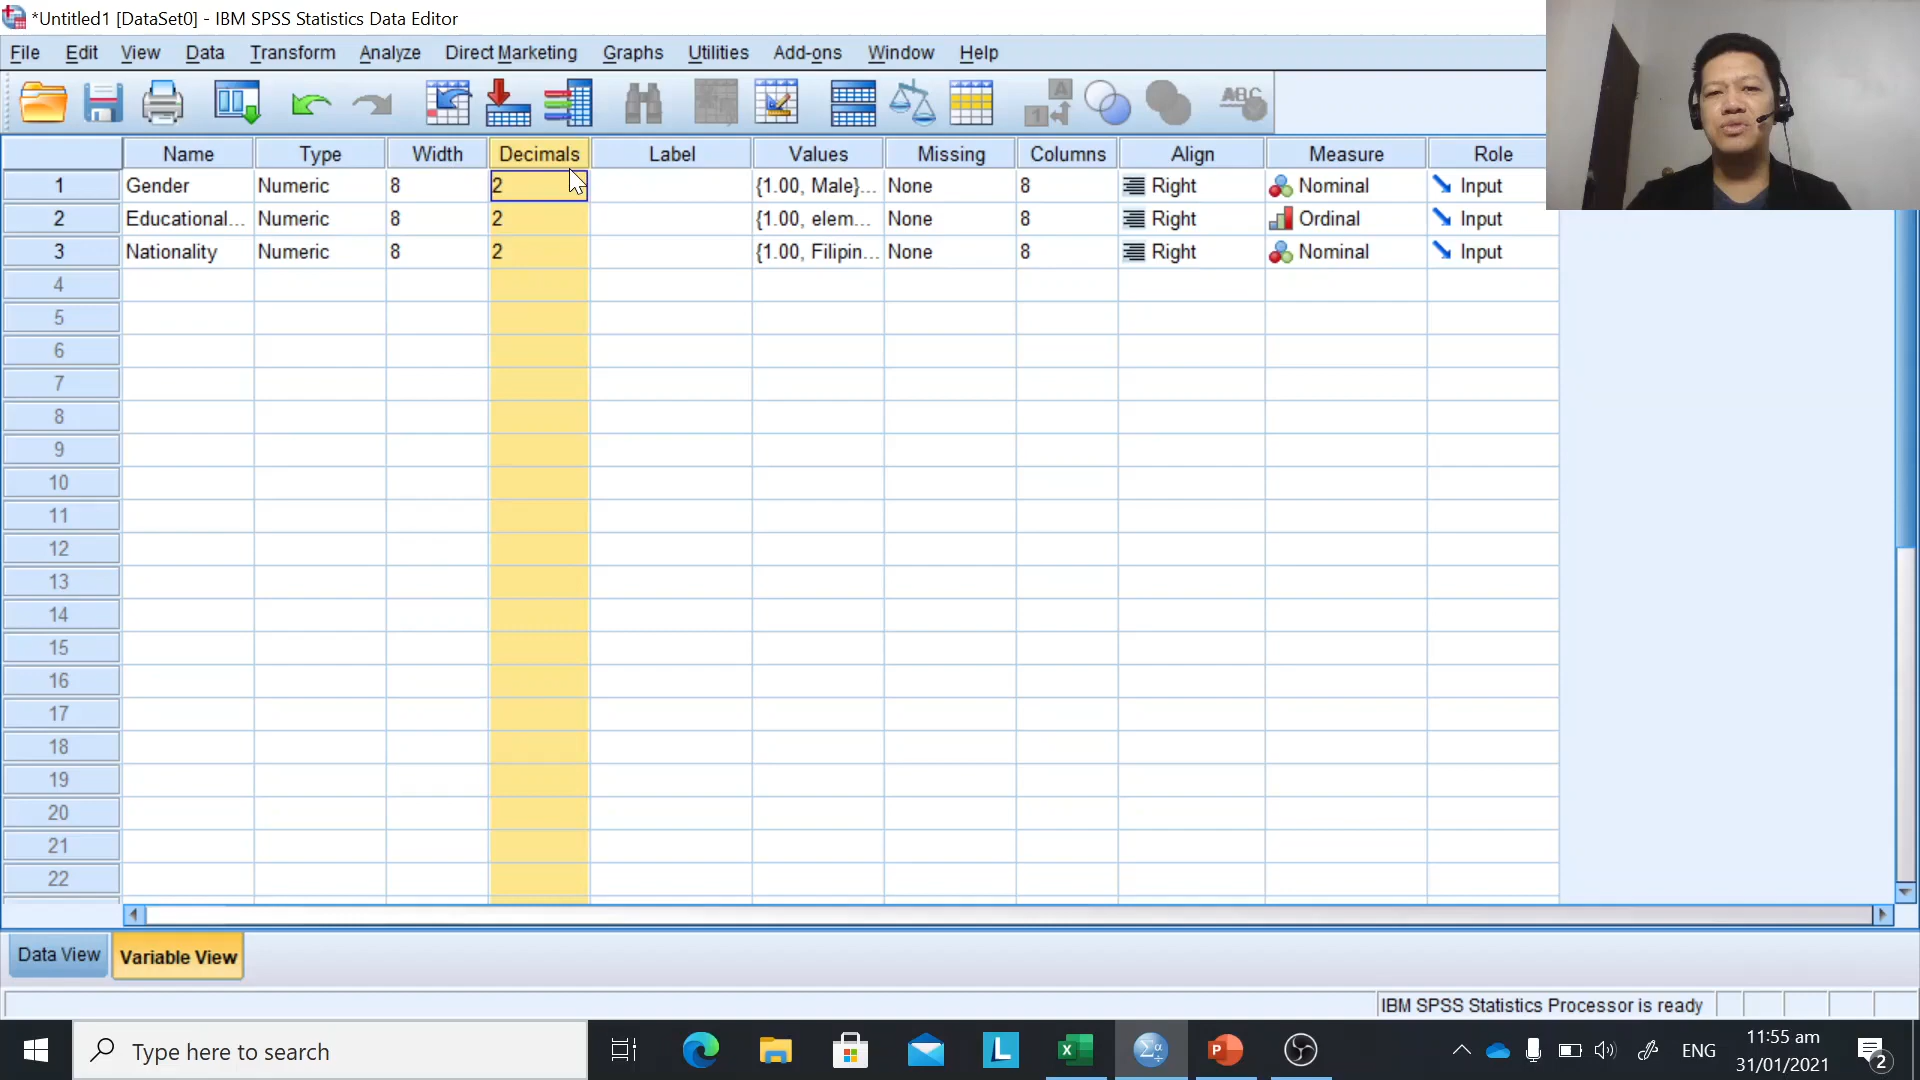 *Untitled1 [DataSet0] - IBM SPSS Statistics Data Editor
File Edit View Data Transform Analyze Direct Marketing Graphs Utilities Add-ons Window Help
A
1
ABC
Name Type Width Decimals Label Values Missing Columns Align Measure Role
1 Gender Numeric 8 2 {1.00, Male}... None 8 Right Nominal Input
2 Educational... Numeric 8 2 {1.00, elem... None 8 Right Ordinal Input
3 Nationality Numeric 8 2 {1.00, Filipin... None 8 Right Nominal Input
4
5
6
7
8
9
10
11
12
13
14
15
16
17
18
19
20
21
22
Data View Variable View
IBM SPSS Statistics Processor is ready
Type here to search
L
X
Σα
P
ENG
11:55 am
31/01/2021
2